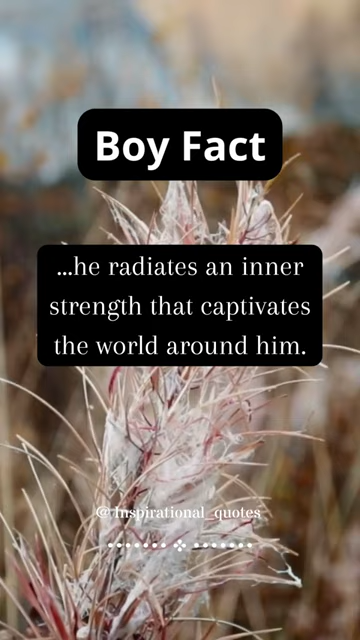 Boy Fact
...he radiates an inner
strength that captivates
the world around him.
@ Inspirational_quotes